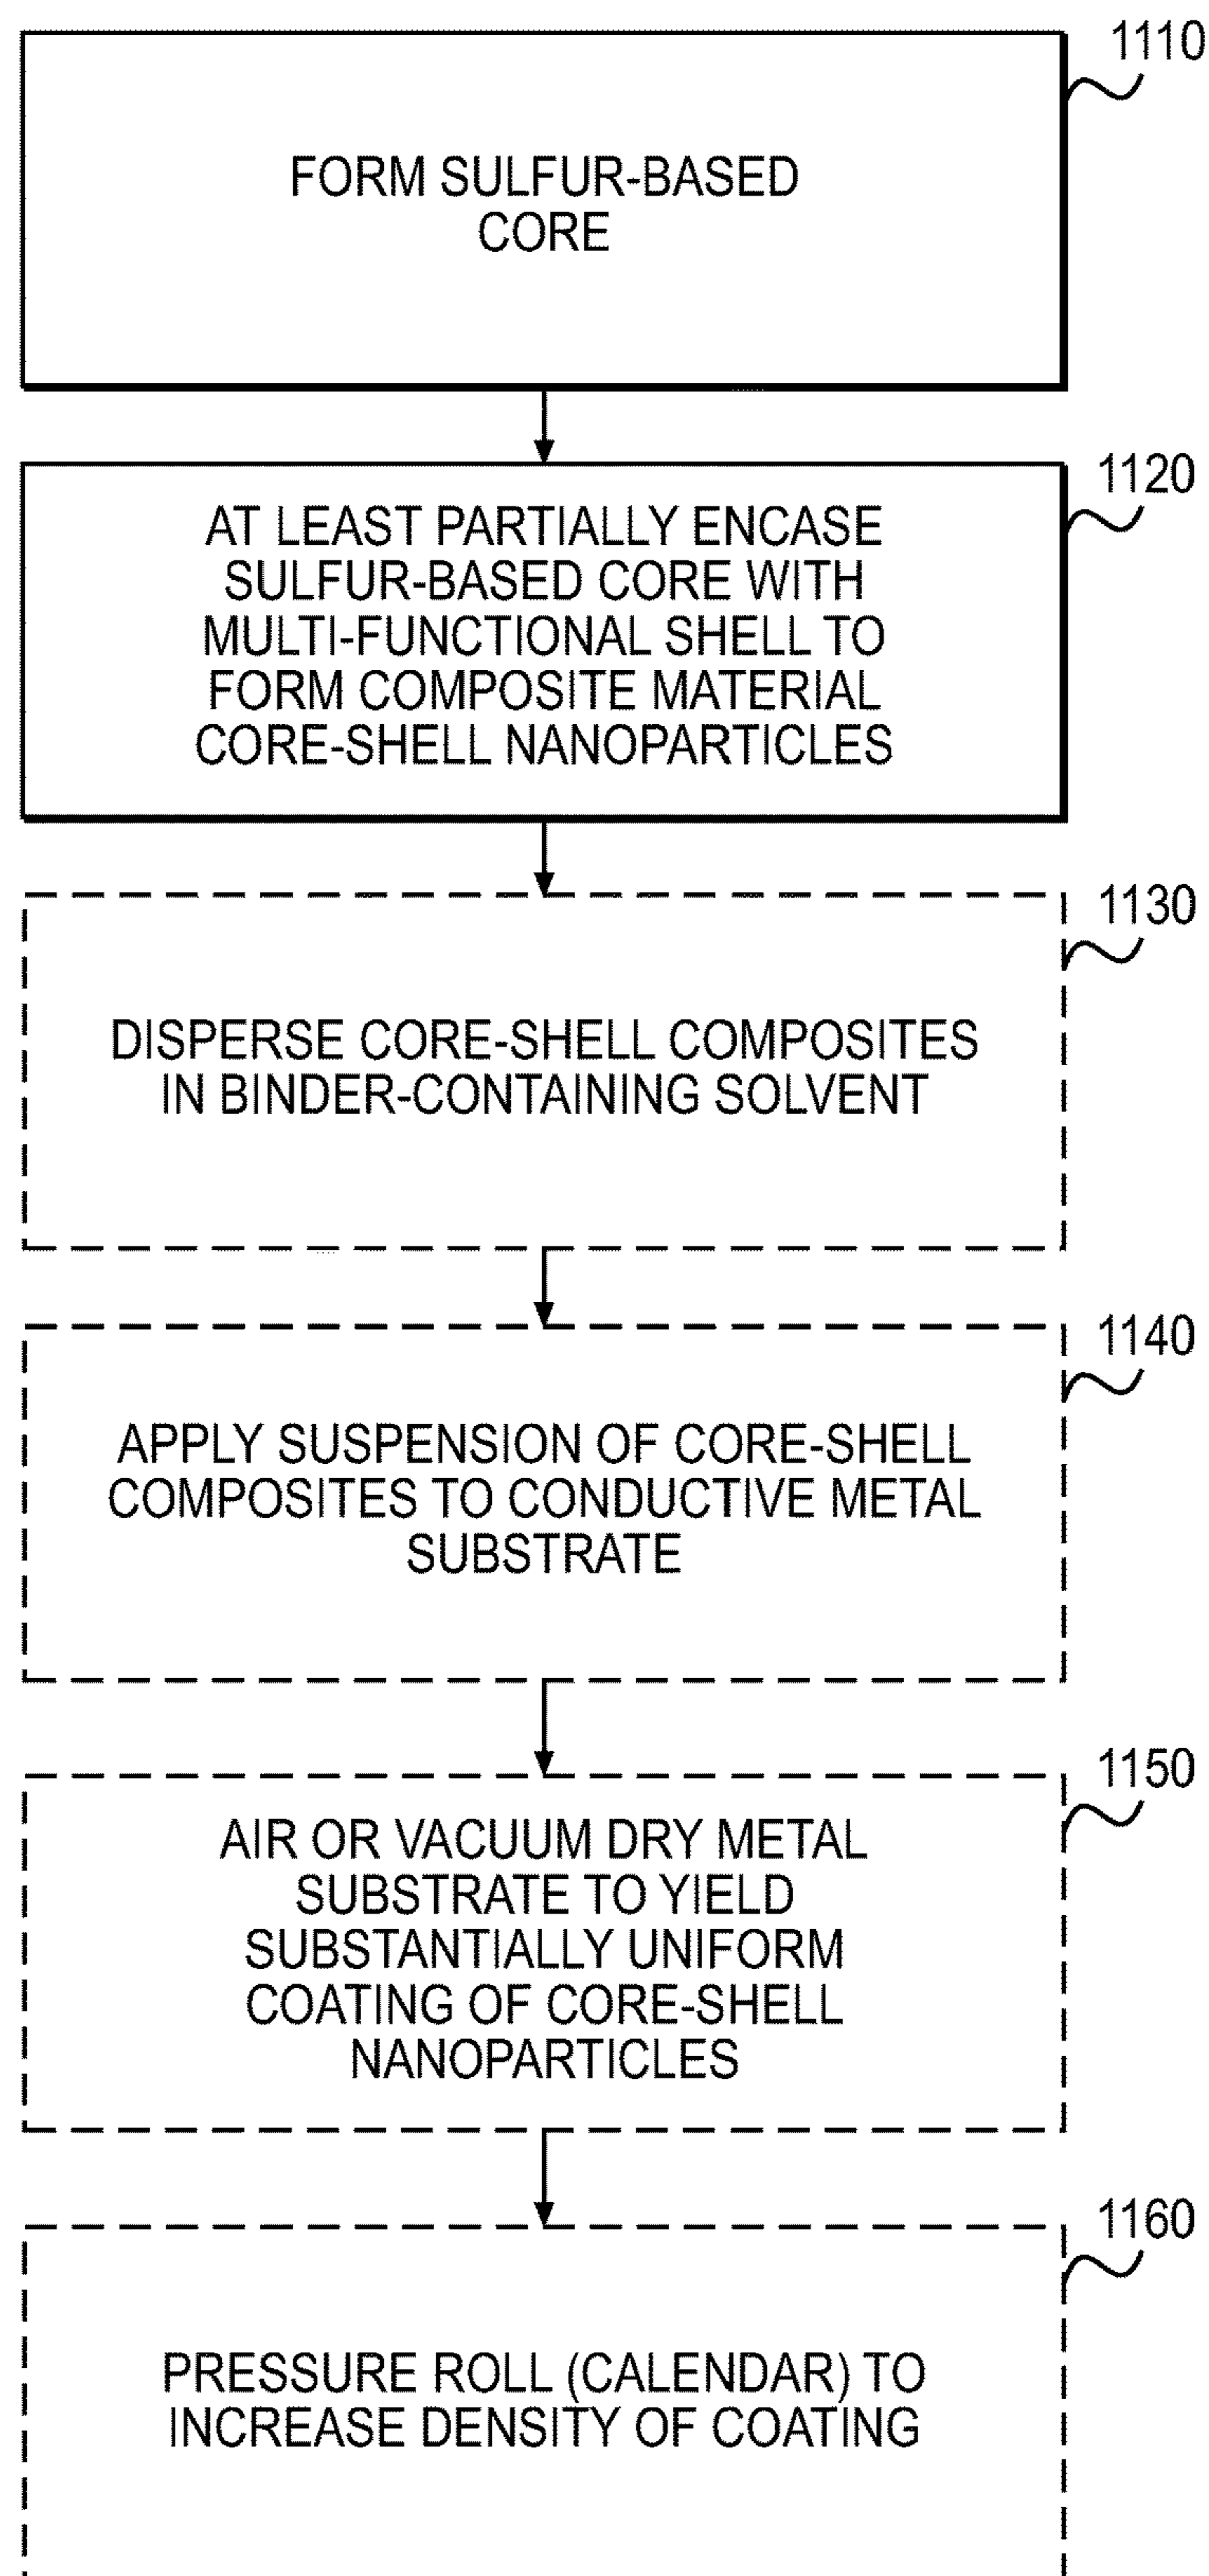 1110
FORM SULFUR-BASED
CORE
1120
AT LEAST PARTIALLY ENCASE
SULFUR-BASED CORE WITH
MULTI-FUNCTIONAL SHELL TO
FORM COMPOSITE MATERIAL
CORE-SHELL NANOPARTICLES
1130
DISPERSE CORE-SHELL COMPOSITES
IN BINDER-CONTAINING SOLVENT
1140
APPLY SUSPENSION OF CORE-SHELL
COMPOSITES TO CONDUCTIVE METAL
SUBSTRATE
1150
AIR OR VACUUM DRY METAL
SUBSTRATE TO YIELD
SUBSTANTIALLY UNIFORM
COATING OF CORE-SHELL
NANOPARTICLES
1160
PRESSURE ROLL (CALENDAR) TO
INCREASE DENSITY OF COATING